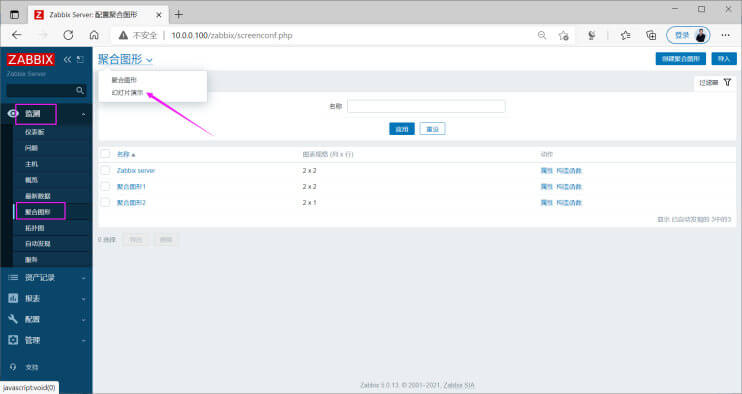 Zabbix Server: 配置聚合图形
不安全 | 10.0.0.100/zabbix/screenconf.php
登录
ZABBIX
Zabbix Server
监测
仪表板
问题
主机
概览
最新数据
聚合图形
拓扑图
自动发现
服务
资产记录
报表
配置
管理
支持
javascript:void(0)
聚合图形
创建聚合图形
导入
聚合图形
幻灯片演示
过滤器
名称
应用
重设
名称 图表规格 (列 x 行) 动作
Zabbix server 2 x 2 属性 构造函数
聚合图形1 2 x 2 属性 构造函数
聚合图形2 2 x 1 属性 构造函数
显示 已自动发现的 3中的3
0 选择 导出 删除
Zabbix 5.0.13. © 2001–2021, Zabbix SIA